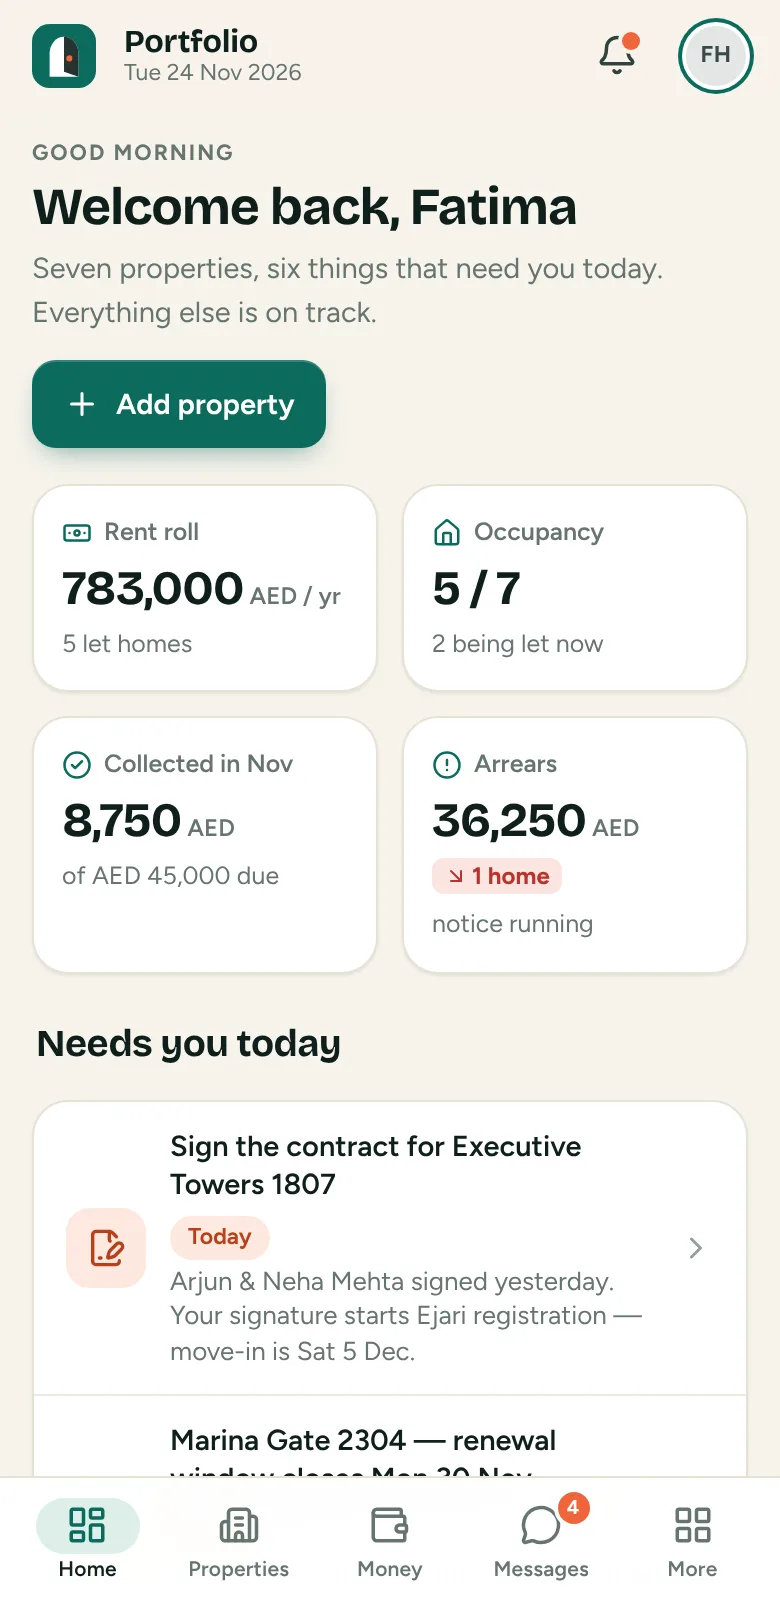 Portfolio
Tue 24 Nov 2026
FH
GOOD MORNING
Welcome back, Fatima
Seven properties, six things that need you today.
Everything else is on track.
Add property
Rent roll
783,000 AED / yr
5 let homes
Occupancy
5 / 7
2 being let now
Collected in Nov
8,750 AED
of AED 45,000 due
Arrears
36,250 AED
1 home
notice running
Needs you today
Sign the contract for Executive
Towers 1807
Today
Arjun & Neha Mehta signed yesterday.
Your signature starts Ejari registration —
move-in is Sat 5 Dec.
Marina Gate 2304 — renewal
window closes Mon 30 Nov
Home
Properties
Money
4
Messages
More